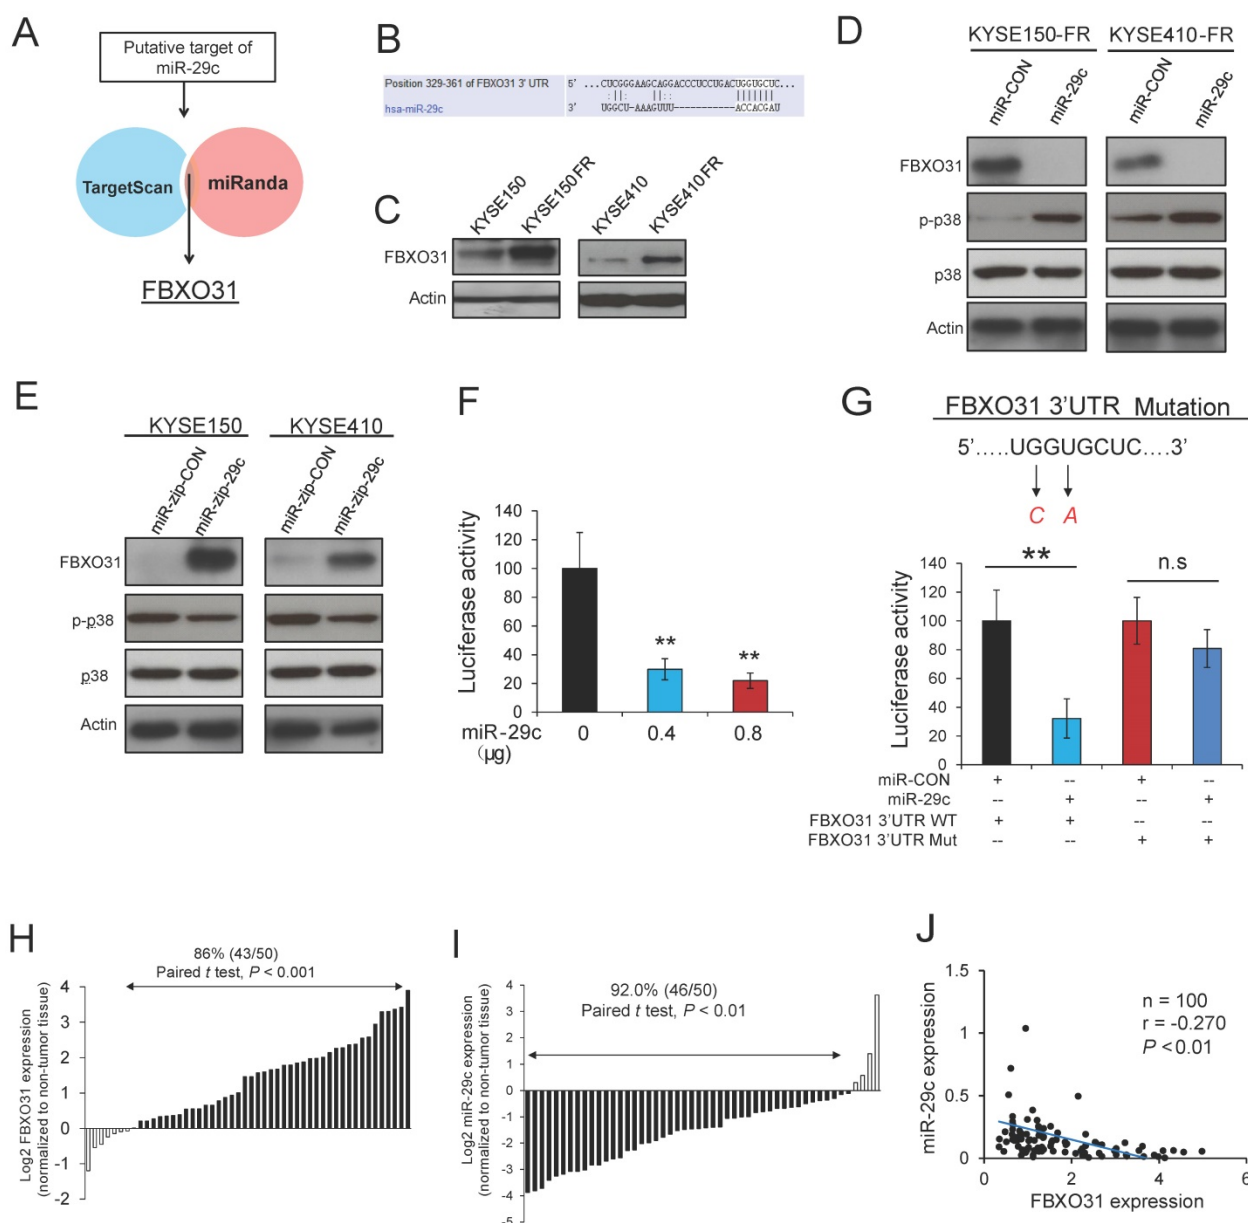 A
Putative target of
miR-29c
TargetScan
miRanda
FBXO31
B
Position 329-361 of FBXO31 3' UTR
5' ...CUCGGGAAGCAGGACCCUCCUGACUGGUGCUC...
hsa-miR-29c
3' UGGCU-AAAGUUU-----------ACCACGAU
C
KYSE150
KYSE150FR
KYSE410
KYSE410FR
FBXO31
Actin
D
KYSE150-FR
KYSE410-FR
miR-CON
miR-29c
miR-CON
miR-29c
FBXO31
p-p38
p38
Actin
E
KYSE150
KYSE410
miR-zip-CON
miR-zip-29c
miR-zip-CON
miR-zip-29c
FBXO31
p-p38
p38
Actin
F
Luciferase activity
140
120
100
80
60
40
20
0
miR-29c
(µg)
0
0.4
0.8
**
**
G
FBXO31 3'UTR Mutation
5'.....UGGUGCUC....3'
C A
Luciferase activity
140
120
100
80
60
40
20
0
**
n.s
miR-CON + -- + --
miR-29c -- + -- +
FBXO31 3'UTR WT + + -- --
FBXO31 3'UTR Mut -- -- + +
H
86% (43/50)
Paired t test, P < 0.001
Log2 FBXO31 expression
(normalized to non-tumor tissue)
4
3
2
1
0
-1
-2
I
92.0% (46/50)
Paired t test, P < 0.01
Log2 miR-29c expression
(normalized to non-tumor tissue)
4
3
2
1
0
-1
-2
-3
-4
-5
J
n = 100
r = -0.270
P < 0.01
miR-29c expression
1.5
1
0.5
0
0
2
4
6
FBXO31 expression